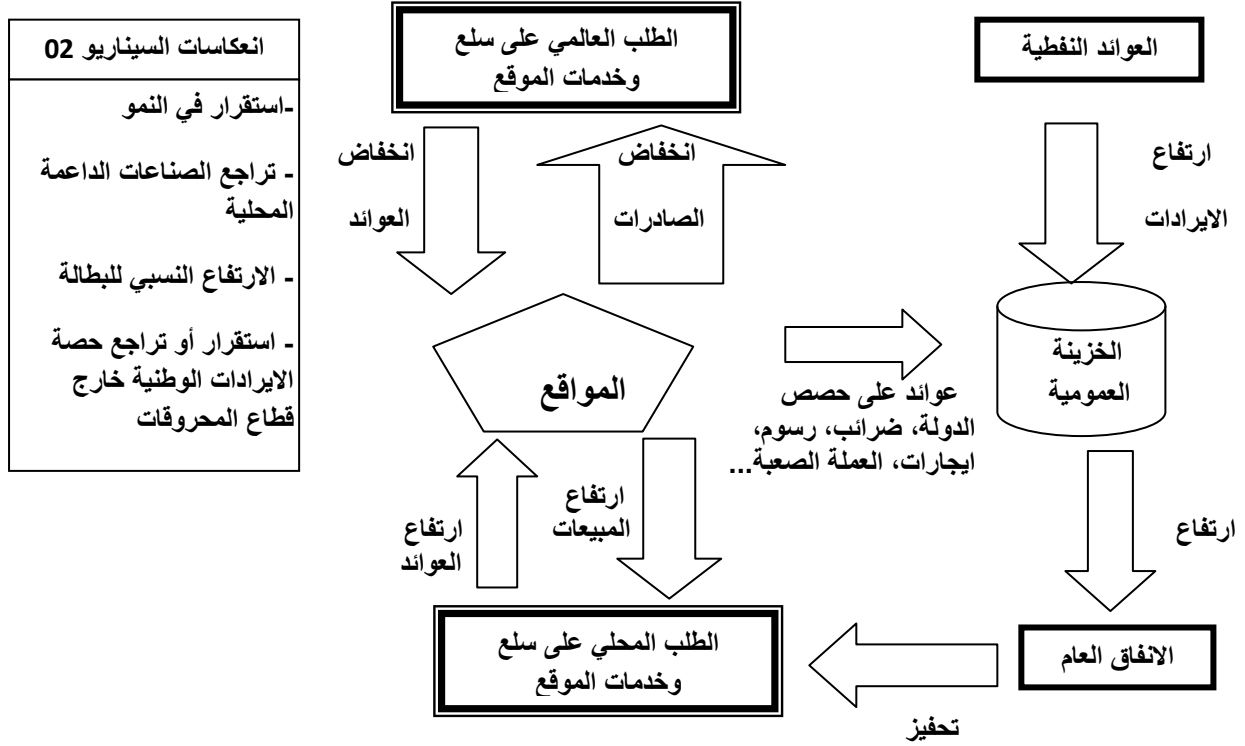 العوائد النفطية
الطلب العالمي على سلع
وخدمات الموقع
انعكاسات السيناريو 02
-استقرار في النمو
- تراجع الصناعات الداعمة
المحلية
- الارتفاع النسبي للبطالة
- استقرار أو تراجع حصة
الايرادات الوطنية خارج
قطاع المحروقات
ارتفاع
الايرادات
انخفاض
الصادرات
انخفاض
العوائد
الخزينة
العمومية
المواقع
عوائد على حصص
الدولة، ضرائب، رسوم،
ايجارات، العملة الصعبة...
ارتفاع
ارتفاع
المبيعات
ارتفاع
العوائد
الانفاق العام
الطلب المحلي على سلع
وخدمات الموقع
تحفيز